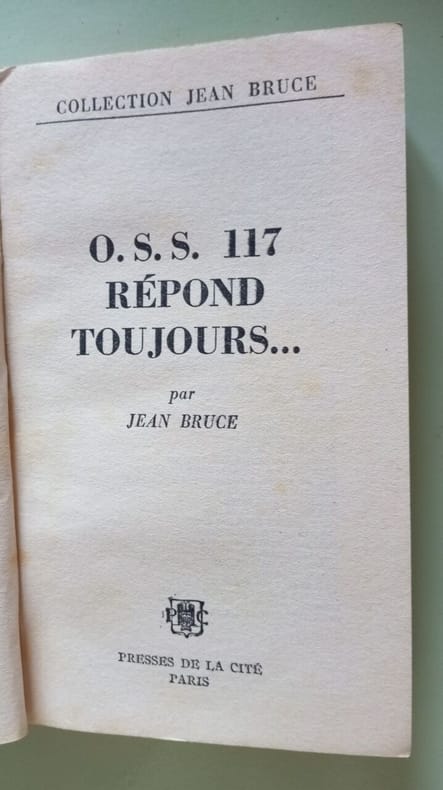 COLLECTION JEAN BRUCE
O. S. S. 117
RÉPOND
TOUJOURS...
par
JEAN BRUCE
P C
PRESSES DE LA CITÉ
PARIS